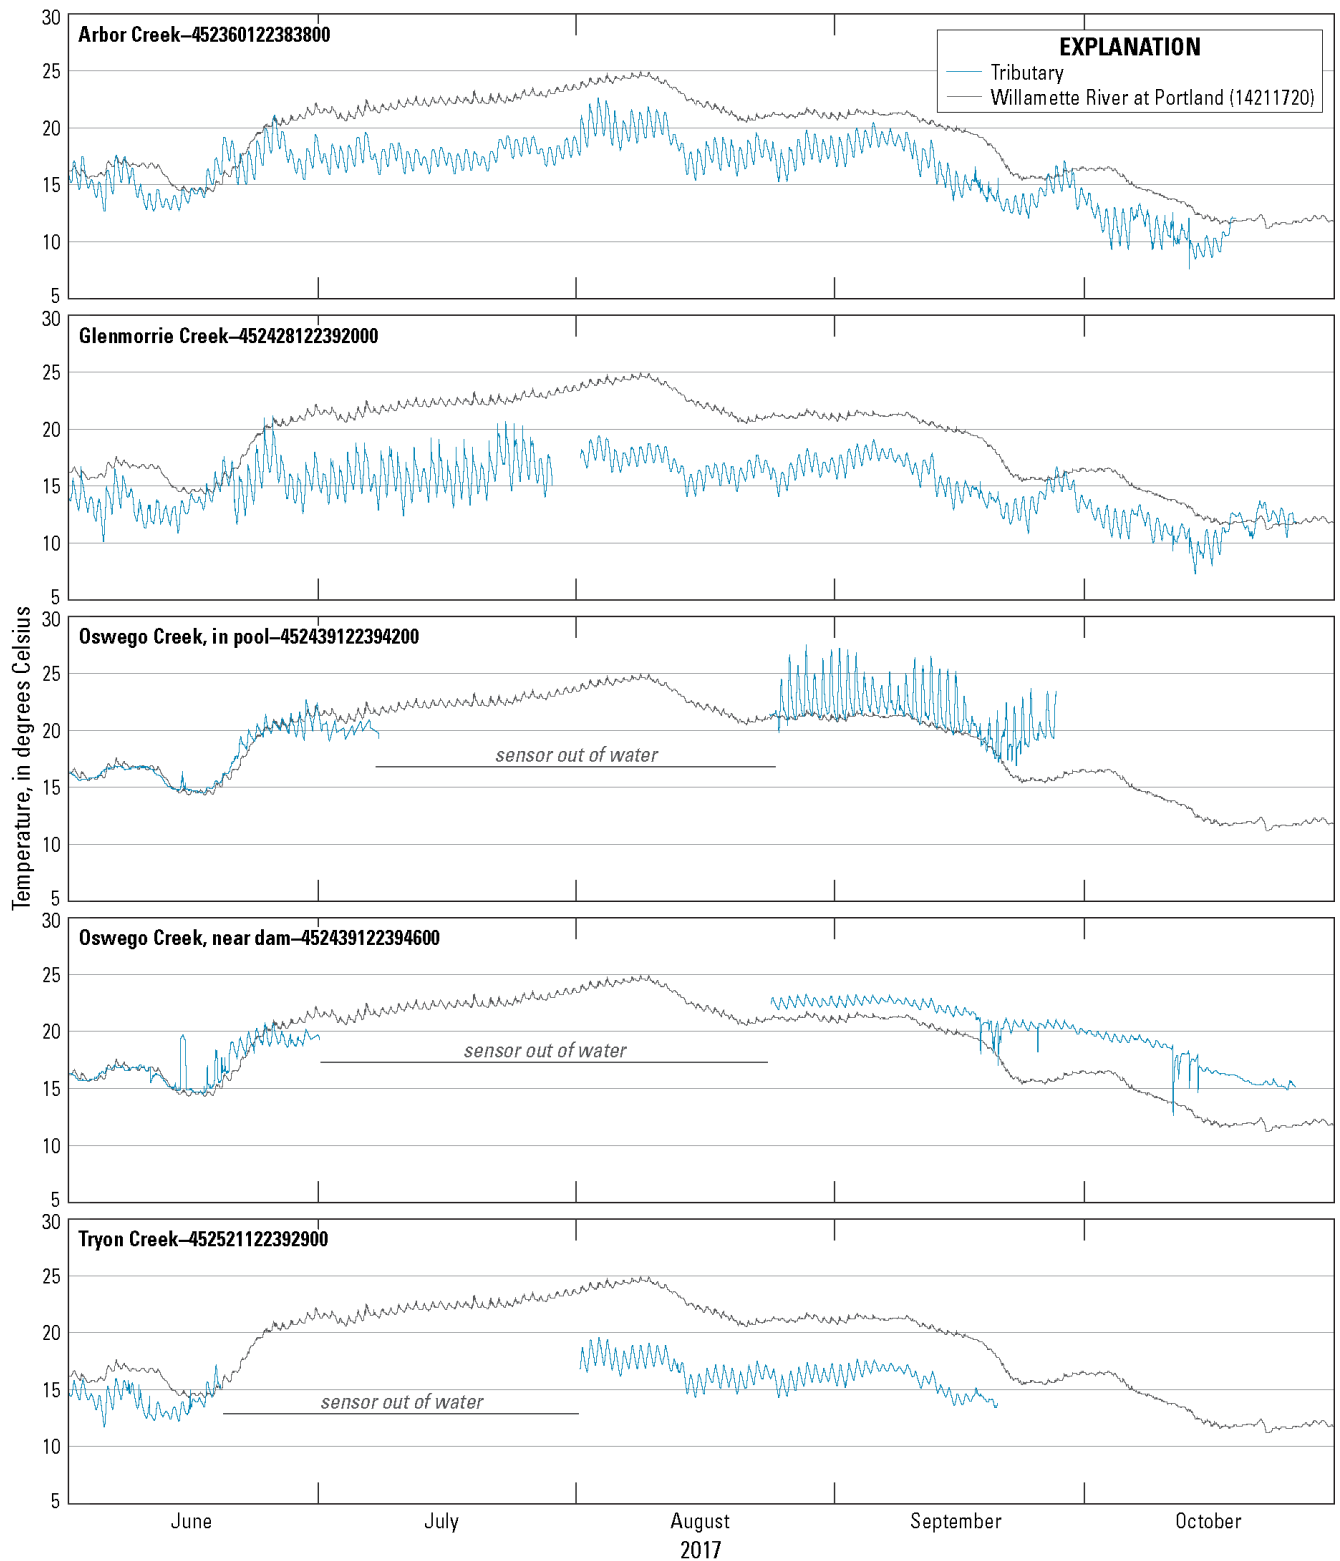 Temperature, in degrees Celsius
Arbor Creek–452360122383800
EXPLANATION
Tributary
Willamette River at Portland (14211720)
30
25
20
15
10
5
Glenmorrie Creek–452428122392000
30
25
20
15
10
5
Oswego Creek, in pool–452439122394200
sensor out of water
30
25
20
15
10
5
Oswego Creek, near dam–452439122394600
sensor out of water
30
25
20
15
10
5
Tryon Creek–452521122392900
sensor out of water
30
25
20
15
10
5
June July August September October
2017